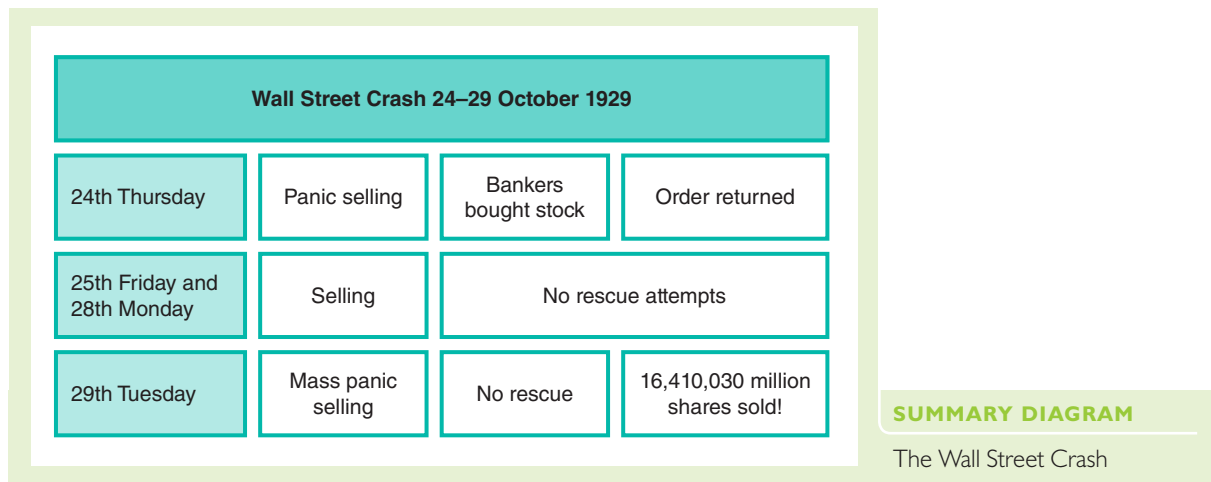 Wall Street Crash 24–29 October 1929
24th Thursday
Panic selling
Bankers
bought stock
Order returned
25th Friday and
28th Monday
Selling
No rescue attempts
29th Tuesday
Mass panic
selling
No rescue
16,410,030 million
shares sold!
SUMMARY DIAGRAM
The Wall Street Crash